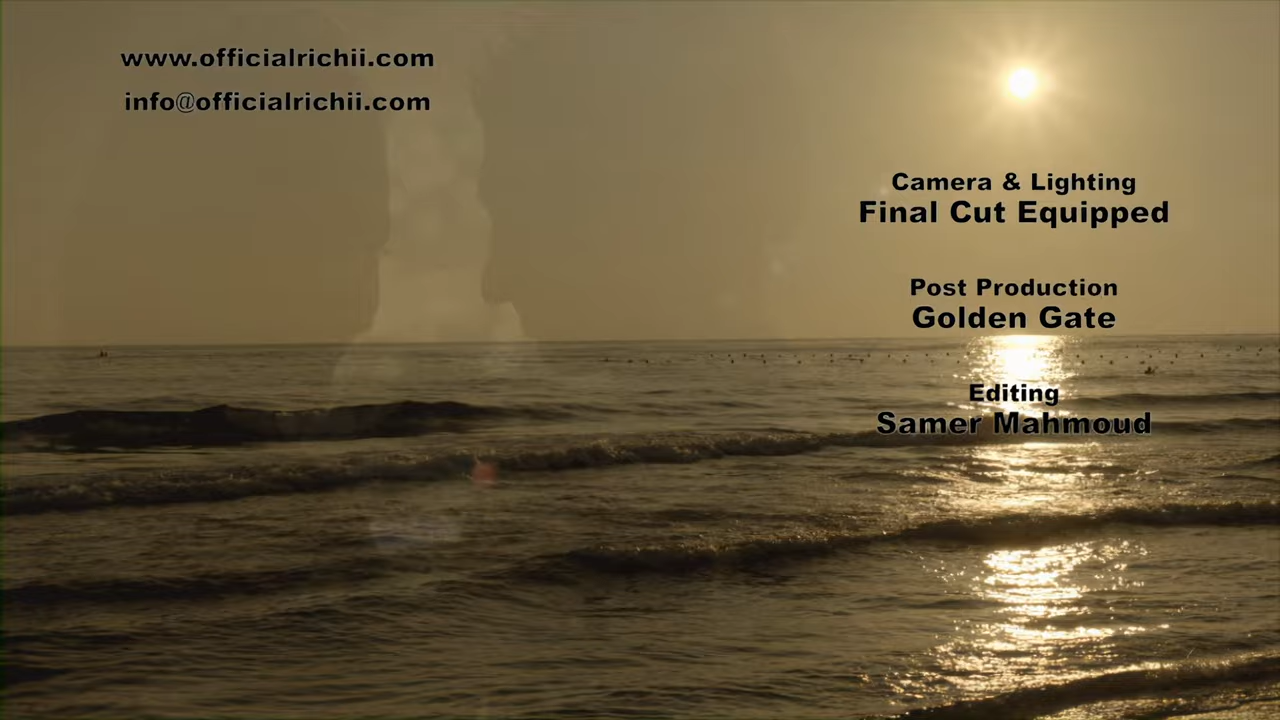 www.officialrichii.com
info@officialrichii.com
Camera & Lighting
Final Cut Equipped
Post Production
Golden Gate
Editing
Samer Mahmoud